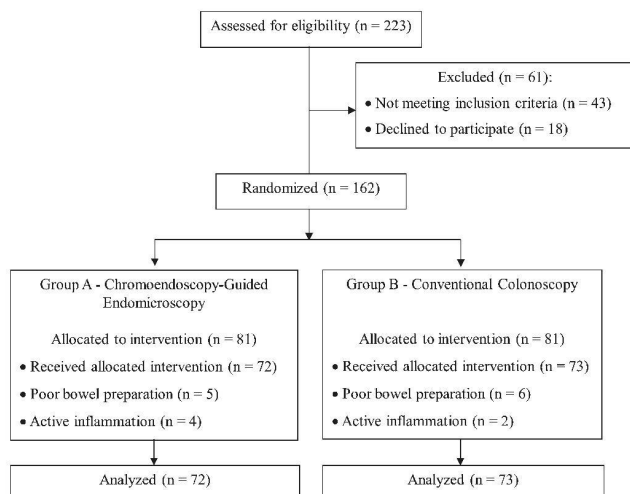 Assessed for eligibility (n = 223)
Excluded (n = 61):
• Not meeting inclusion criteria (n = 43)
• Declined to participate (n = 18)
Randomized (n = 162)
Group A - Chromoendoscopy-Guided
Endomicroscopy
Allocated to intervention (n = 81)
• Received allocated intervention (n = 72)
• Poor bowel preparation (n = 5)
• Active inflammation (n = 4)
Group B - Conventional Colonoscopy
Allocated to intervention (n = 81)
• Received allocated intervention (n = 73)
• Poor bowel preparation (n = 6)
• Active inflammation (n = 2)
Analyzed (n = 72)
Analyzed (n = 73)